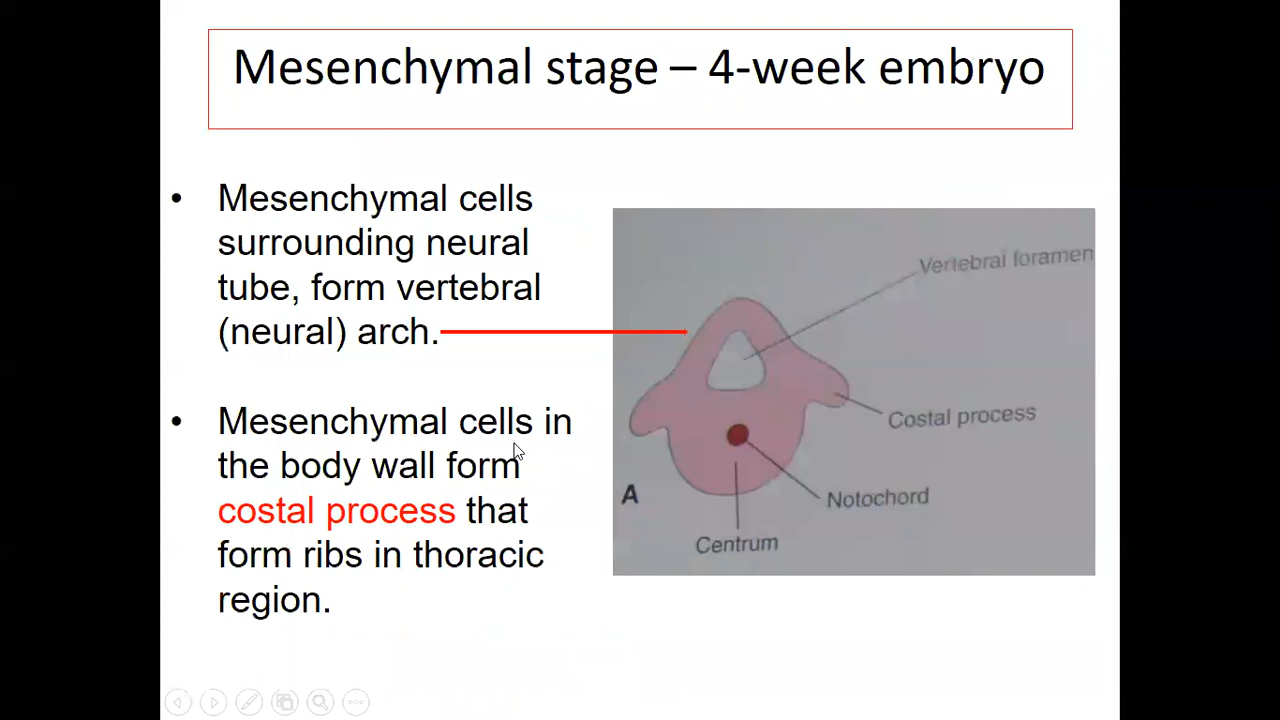 Mesenchymal stage – 4-week embryo
• Mesenchymal cells
surrounding neural
tube, form vertebral
(neural) arch.
• Mesenchymal cells in
the body wall form
costal process that
form ribs in thoracic
region.
Vertebral foramen
Costal process
Notochord
A
Centrum